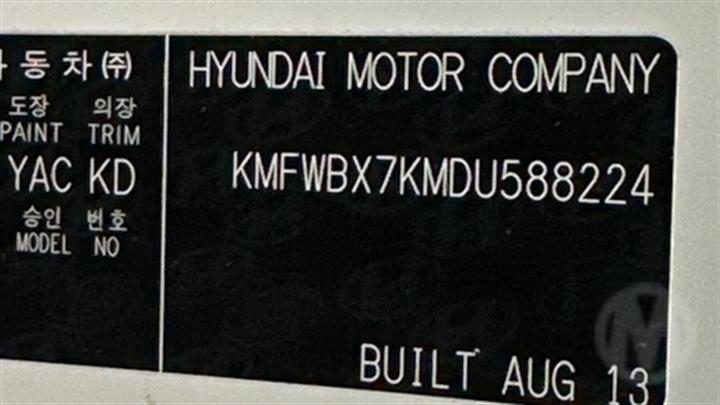 자동차㈜
도장 의장
PAINT TRIM
YAC KD
승인 번호
MODEL NO
HYUNDAI MOTOR COMPANY
KMFWBX7KMDU588224
BUILT AUG 13